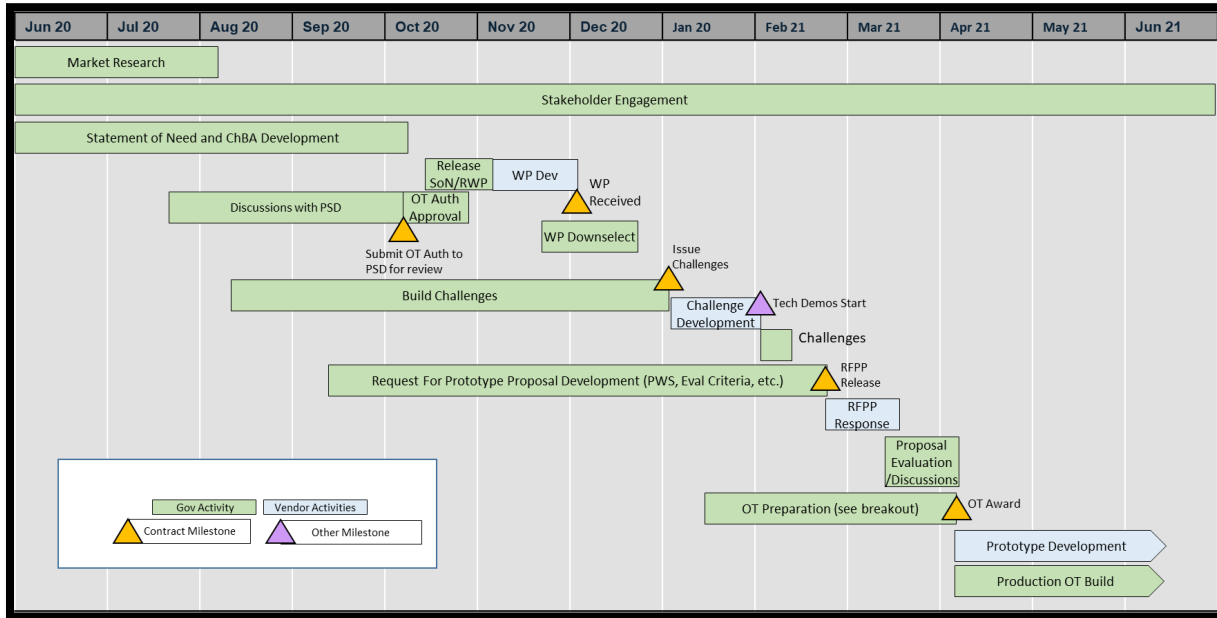 Jun 20
Jul 20
Aug 20
Sep 20
Oct 20
Nov 20
Dec 20
Jan 20
Feb 21
Mar 21
Apr 21
May 21
Jun 21
Market Research
Stakeholder Engagement
Statement of Need and ChBA Development
Release
SoN/RWP
WP Dev
WP
Received
Discussions with PSD
OT Auth
Approval
Submit OT Auth to
PSD for review
WP Downselect
Issue
Challenges
Build Challenges
Challenge
Development
Tech Demos Start
Challenges
Request For Prototype Proposal Development (PWS, Eval Criteria, etc.)
RFPP
Release
RFPP
Response
Proposal
Evaluation
/Discussions
OT Preparation (see breakout)
OT Award
Prototype Development
Production OT Build
Gov Activity
Vendor Activities
Contract Milestone
Other Milestone